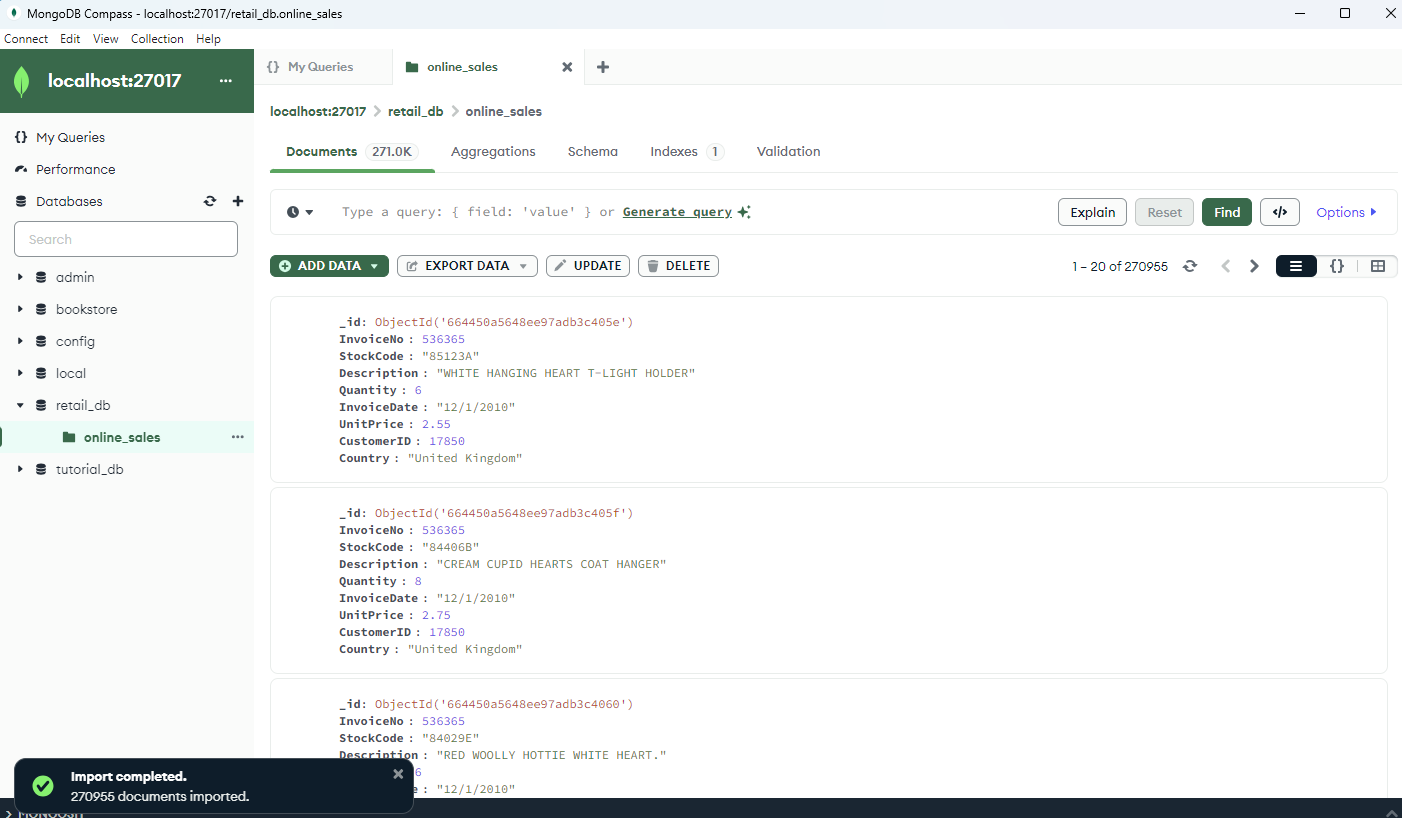 MongoDB Compass - localhost:27017/retail_db.online_sales
Connect Edit View Collection Help
localhost:27017 ...
{} My Queries
Performance
Databases
Search
admin
bookstore
config
local
retail_db
online_sales ...
tutorial_db
{} My Queries
online_sales
localhost:27017 > retail_db > online_sales
Documents 271.0K Aggregations Schema Indexes 1 Validation
Type a query: { field: 'value' } or Generate query
Explain Reset Find </> Options
ADD DATA EXPORT DATA UPDATE DELETE
1 – 20 of 270955 {}
_id: ObjectId('664450a5648ee97adb3c405e')
InvoiceNo : 536365
StockCode : "85123A"
Description : "WHITE HANGING HEART T-LIGHT HOLDER"
Quantity : 6
InvoiceDate : "12/1/2010"
UnitPrice : 2.55
CustomerID : 17850
Country : "United Kingdom"
_id: ObjectId('664450a5648ee97adb3c405f')
InvoiceNo : 536365
StockCode : "84406B"
Description : "CREAM CUPID HEARTS COAT HANGER"
Quantity : 8
InvoiceDate : "12/1/2010"
UnitPrice : 2.75
CustomerID : 17850
Country : "United Kingdom"
_id: ObjectId('664450a5648ee97adb3c4060')
InvoiceNo : 536365
StockCode : "84029E"
Description : "RED WOOLLY HOTTIE WHITE HEART."
6
e : "12/1/2010"
Import completed.
270955 documents imported.
>_MONGOSH